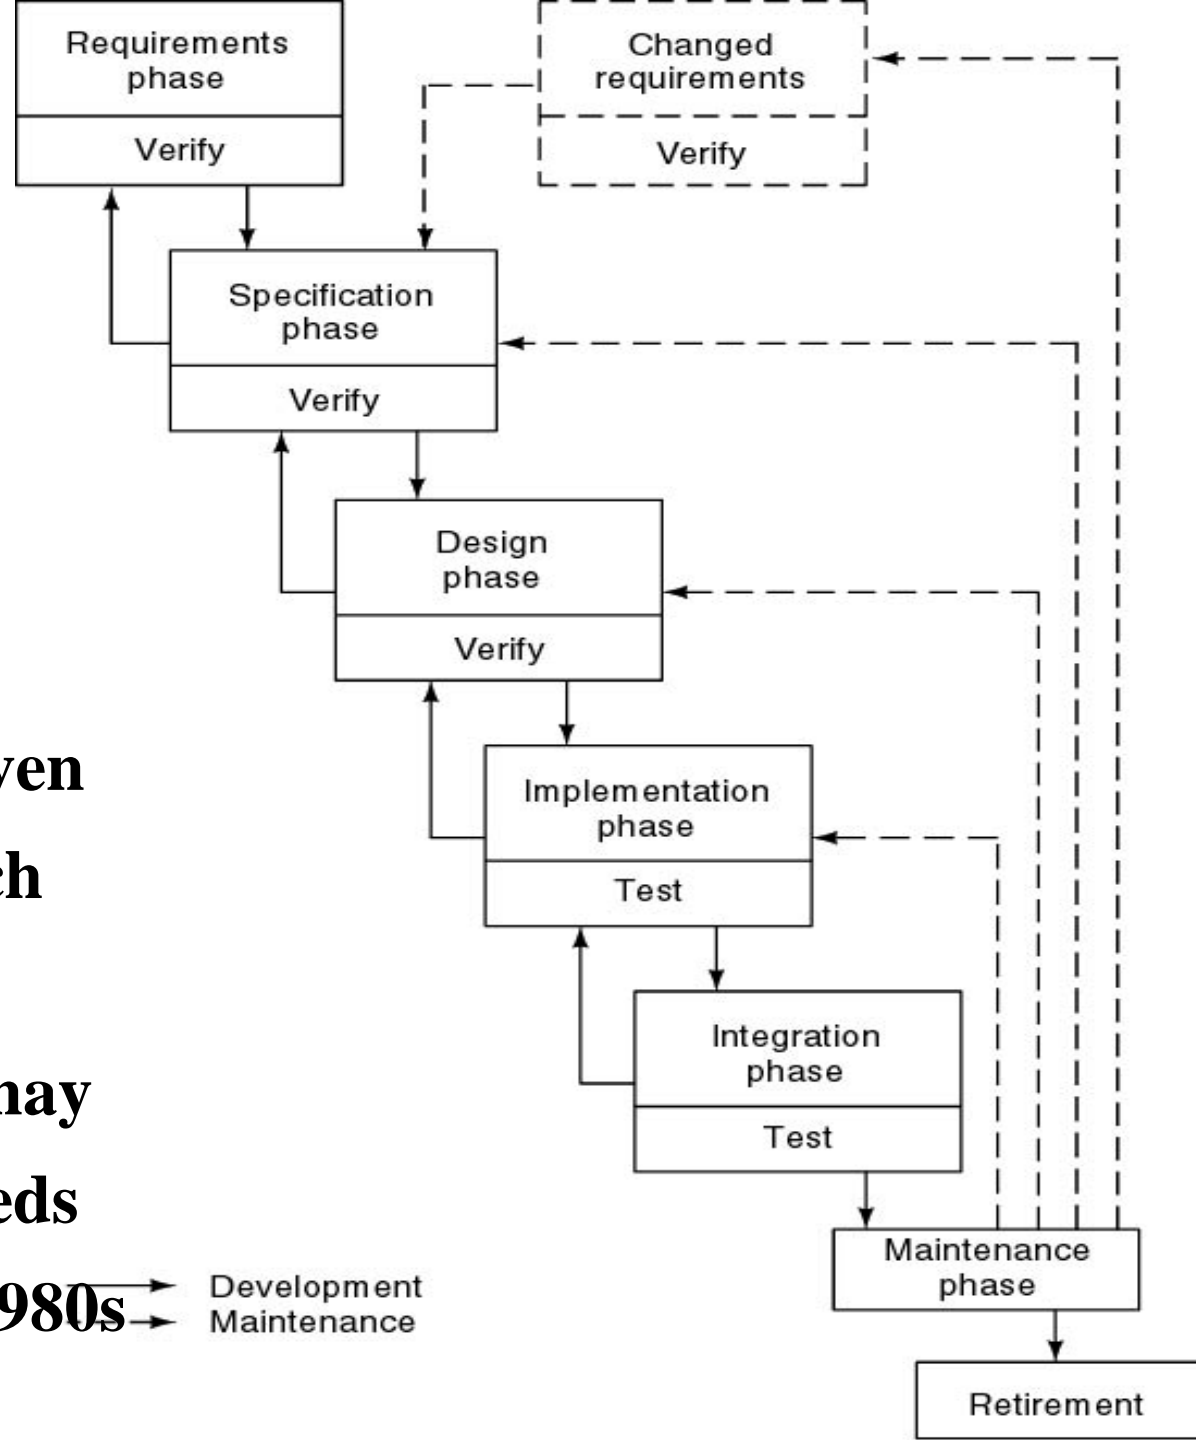 Requirements
phase
Verify
Changed
requirements
Verify
Specification
phase
Verify
Design
phase
Verify
Implementation
phase
Test
Integration
phase
Test
Maintenance
phase
Retirement
ven
ch
may
eds
980s
Development
Maintenance